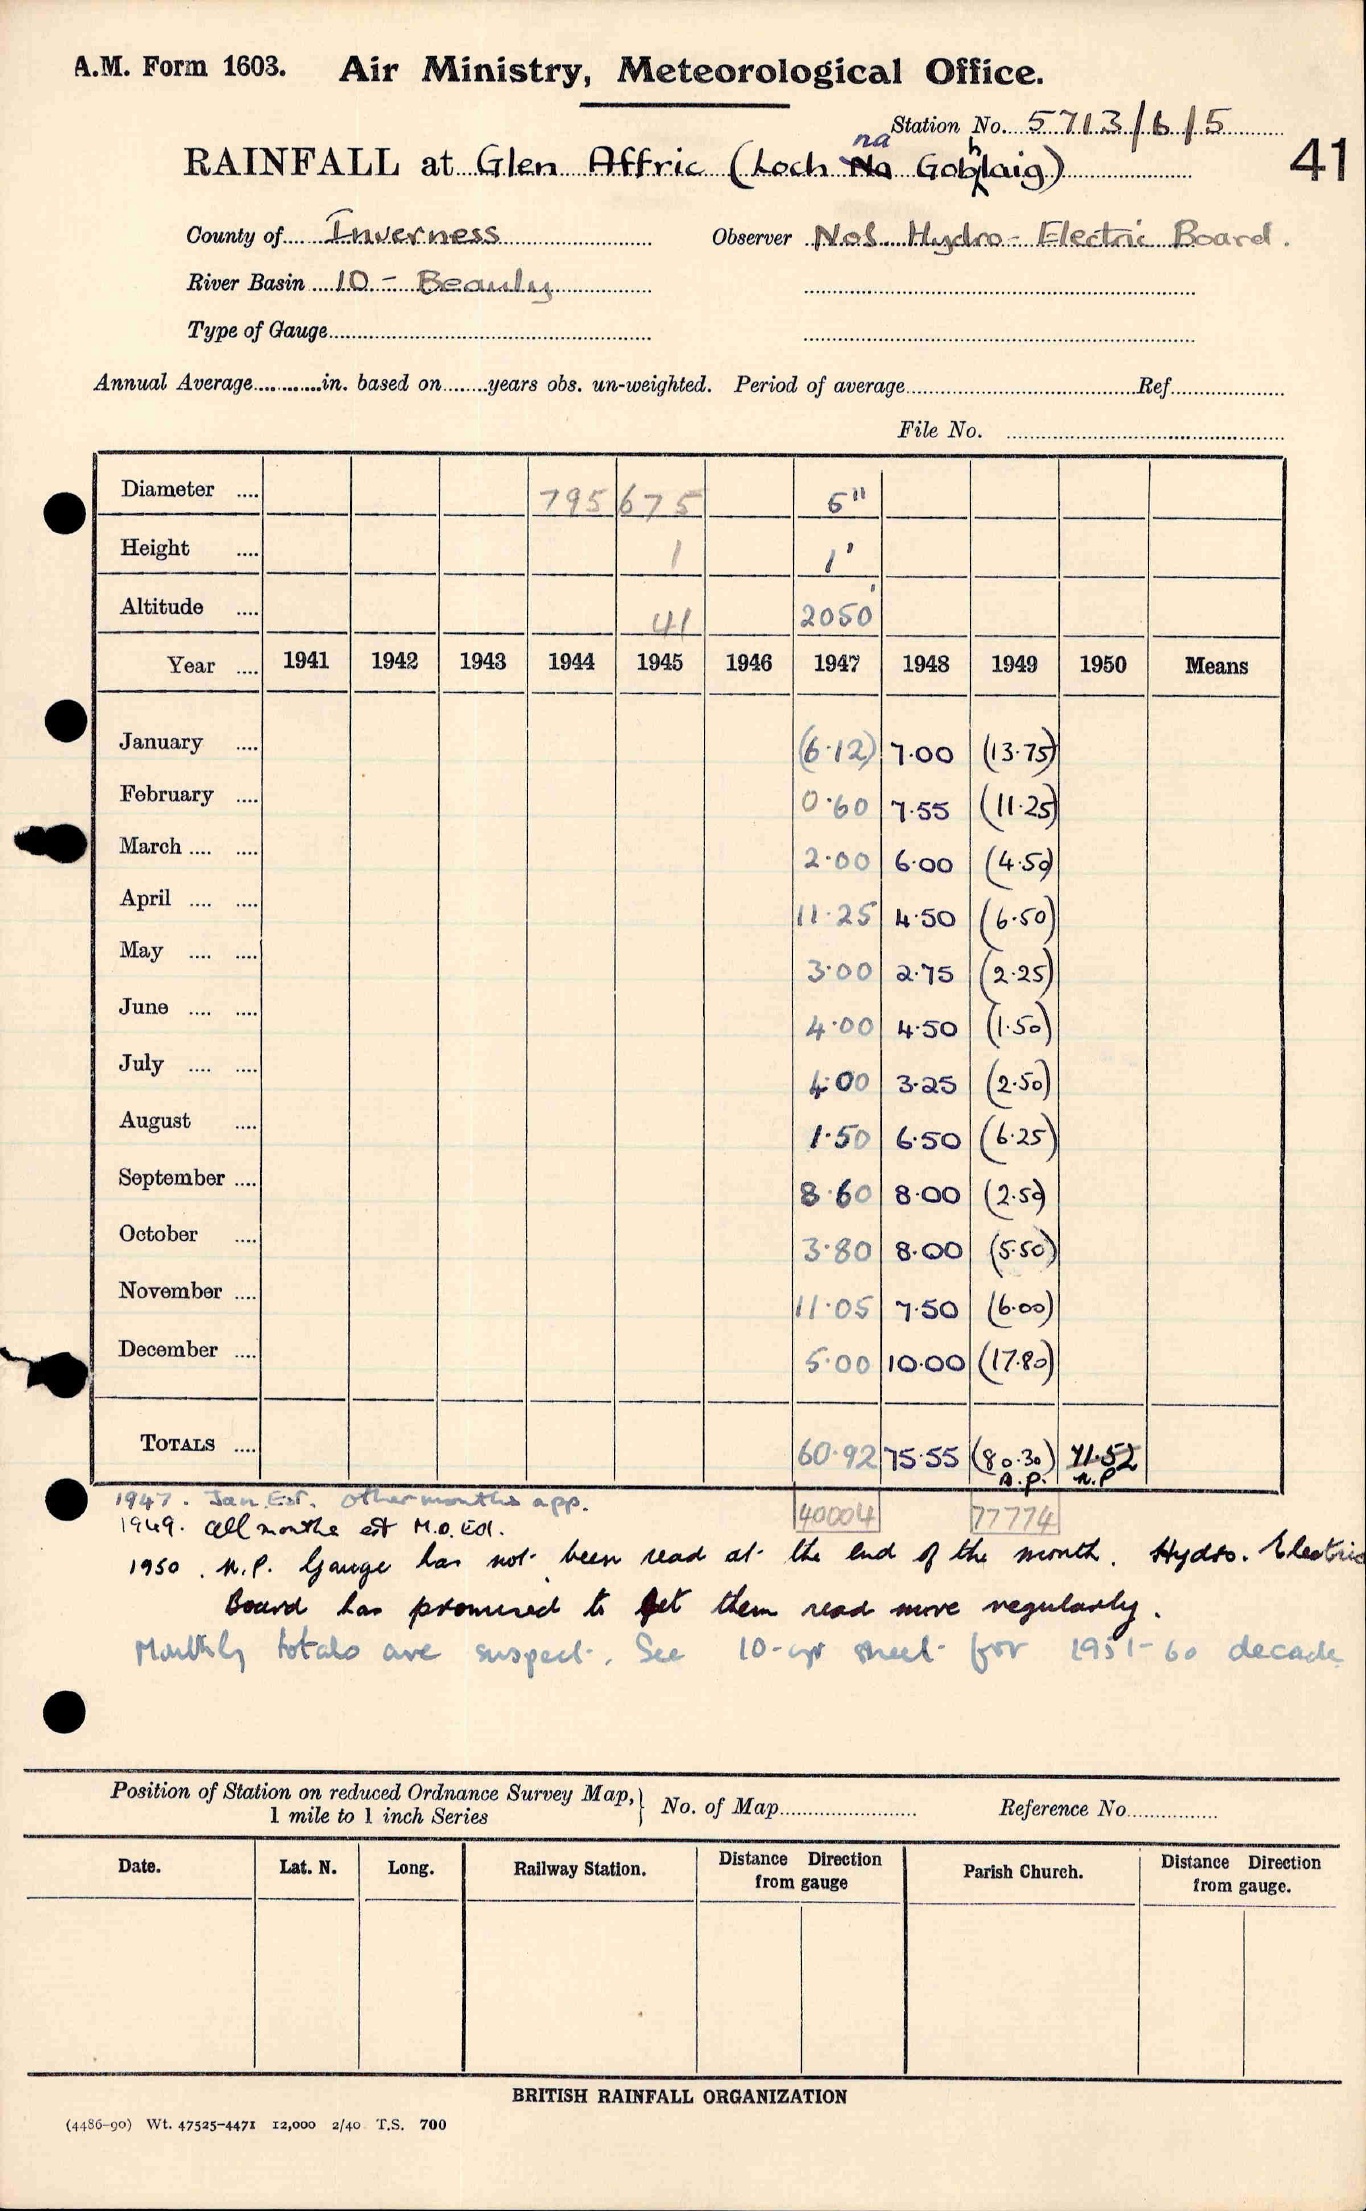 A.M. Form 1603. Air Ministry, Meteorological Office.
Station No. 5713/6/5
RAINFALL at Glen Affric (Loch na Gobhlaig) 41
County of Inverness Observer Nos. Hydro-Electric Board.
River Basin 10 - Beauly
Type of Gauge
Annual Average in. based on years obs. un-weighted. Period of average Ref.
File No.
Diameter 795 675 5"
Height 1 1'
Altitude 41 2050'
Year 1941 1942 1943 1944 1945 1946 1947 1948 1949 1950 Means
January (6.12) 7.00 (13.75)
February 0.60 7.55 (11.25)
March 2.00 6.00 (4.50)
April 11.25 4.50 (6.50)
May 3.00 2.75 (2.25)
June 4.00 4.50 (1.50)
July 4.00 3.25 (2.50)
August 1.50 6.50 (6.25)
September 8.60 8.00 (2.50)
October 3.80 8.00 (5.50)
November 11.05 7.50 (6.00)
December 5.00 10.00 (17.80)
TOTALS 60.92 75.55 (80.30) 71.52
A.P. N.P
1947. Jan Est. other months app. 40004 77774
1949. all months est M.O. Ed.
1950. N.P. Gauge has not been read at the end of the month. Hydro. Electric
Board has promised to get them read more regularly.
Monthly totals are suspect. See 10-yr sheet for 1951-60 decade
Position of Station on reduced Ordnance Survey Map, } No. of Map Reference No.
1 mile to 1 inch Series
Date. Lat. N. Long. Railway Station. Distance Direction from gauge Parish Church. Distance Direction from gauge.
BRITISH RAINFALL ORGANIZATION
(4486-90) Wt. 47525-4471 12,000 2/40 T.S. 700